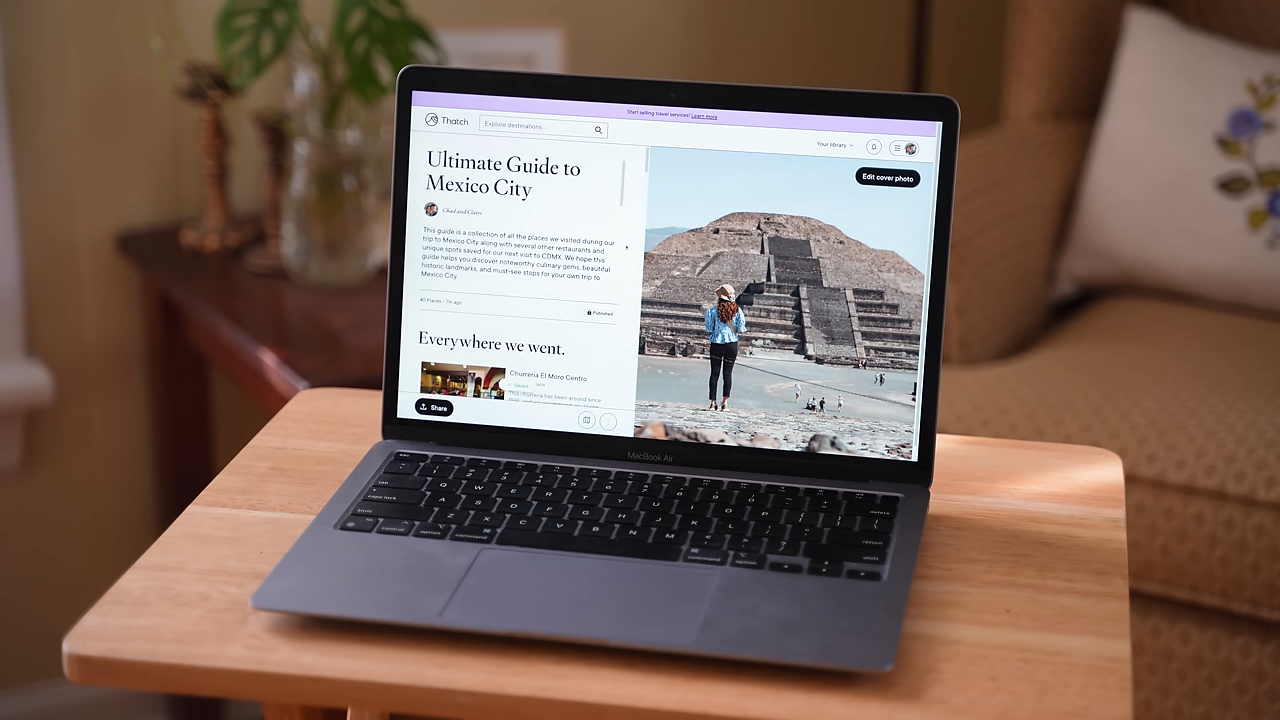 Start selling travel services! Learn more
Thatch
Explore destinations...
Your library
Ultimate Guide to
Mexico City
Chad and Claire
This guide is a collection of all the places we visited during our
trip to Mexico City along with several other restaurants and
unique spots saved for our next visit to CDMX. We hope this
guide helps you discover noteworthy culinary gems, beautiful
historic landmarks, and must-see stops for your own trip to
Mexico City.
40 Places
ago
Published
Everywhere we went.
Churreria El Moro Centro
Saved
This churreria has been around since
Share
Edit cover photo
MacBook Air
esc
tab
Q W E R T Y U I O P
delete
caps lock
A S D F G H J K L
return
shift
Z X C V B N M
shift
fn
control
option
command
command
option